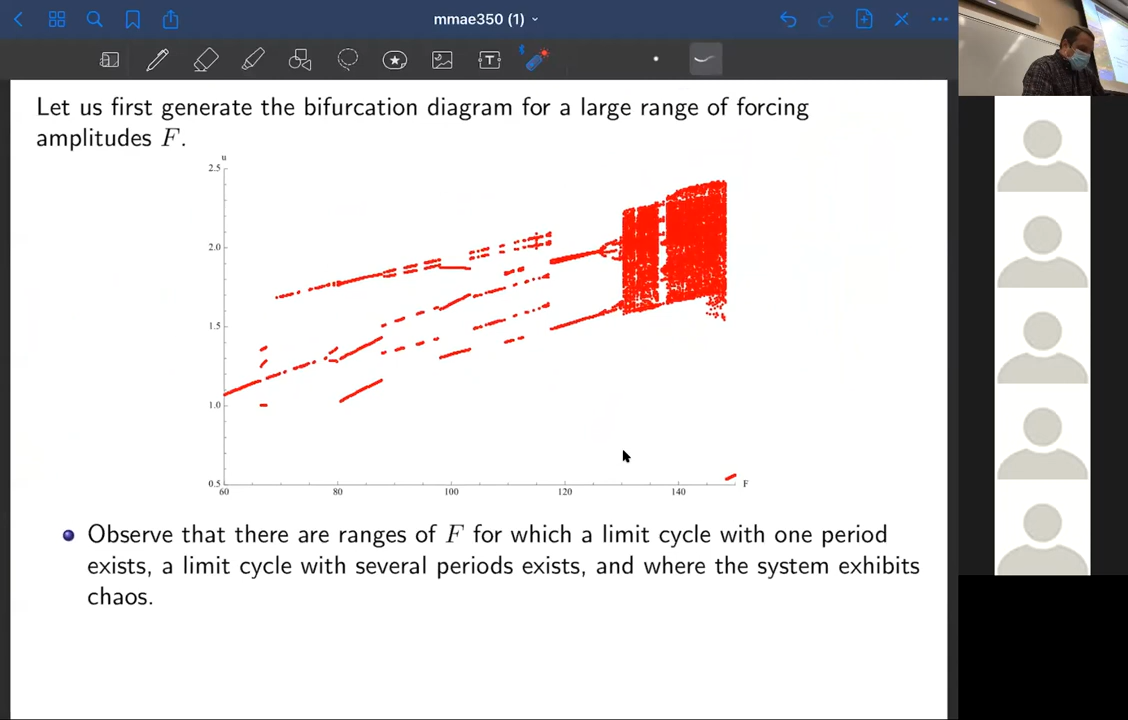 mmae350 (1)
T
Let us first generate the bifurcation diagram for a large range of forcing
amplitudes F.
u
2.5
2.0
1.5
1.0
0.5
60 80 100 120 140 F
Observe that there are ranges of F for which a limit cycle with one period
exists, a limit cycle with several periods exists, and where the system exhibits
chaos.